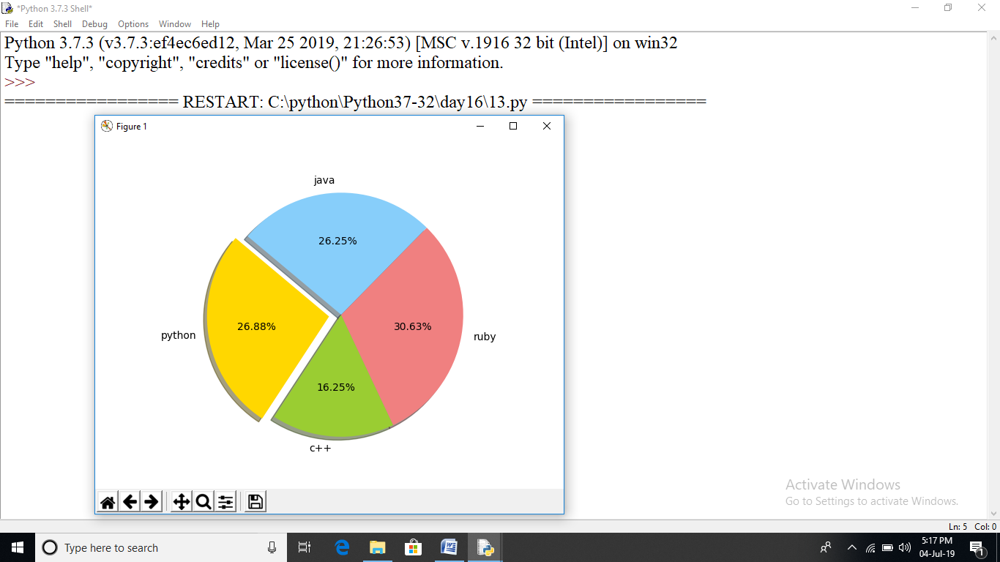 *Python 3.7.3 Shell*
File Edit Shell Debug Options Window Help
Python 3.7.3 (v3.7.3:ef4ec6ed12, Mar 25 2019, 21:26:53) [MSC v.1916 32 bit (Intel)] on win32
Type "help", "copyright", "credits" or "license()" for more information.
>>>
================= RESTART: C:\python\Python37-32\day16\13.py =================
Figure 1
java
26.25%
python
26.88%
30.63%
ruby
16.25%
c++
Activate Windows
Go to Settings to activate Windows.
Ln: 5 Col: 0
Type here to search
5:17 PM
04-Jul-19
1